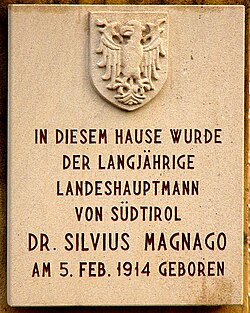 IN DIESEM HAUSE WURDE
DER LANGJÄHRIGE
LANDESHAUPTMANN
VON SÜDTIROL
DR. SILVIUS MAGNAGO
AM 5. FEB. 1914 GEBOREN